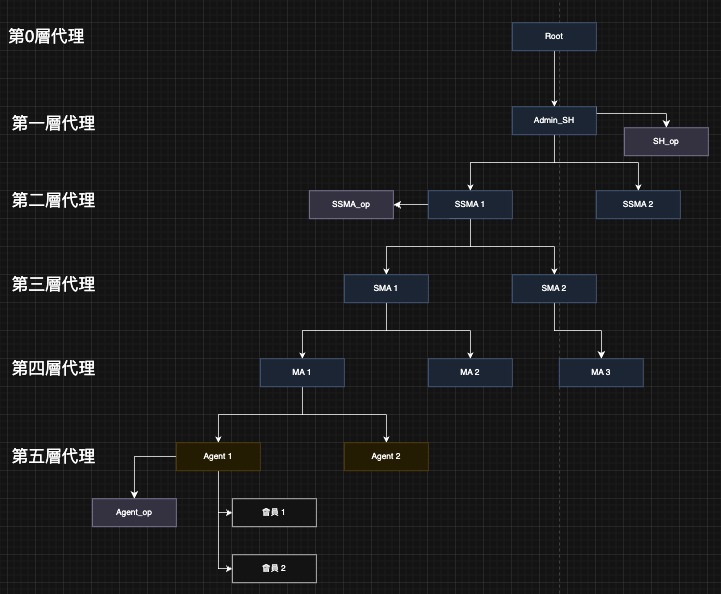 第0層代理
Root
第一層代理
Admin_SH
SH_op
第二層代理
SSMA_op
SSMA 1
SSMA 2
第三層代理
SMA 1
SMA 2
第四層代理
MA 1
MA 2
MA 3
第五層代理
Agent 1
Agent 2
Agent_op
會員 1
會員 2